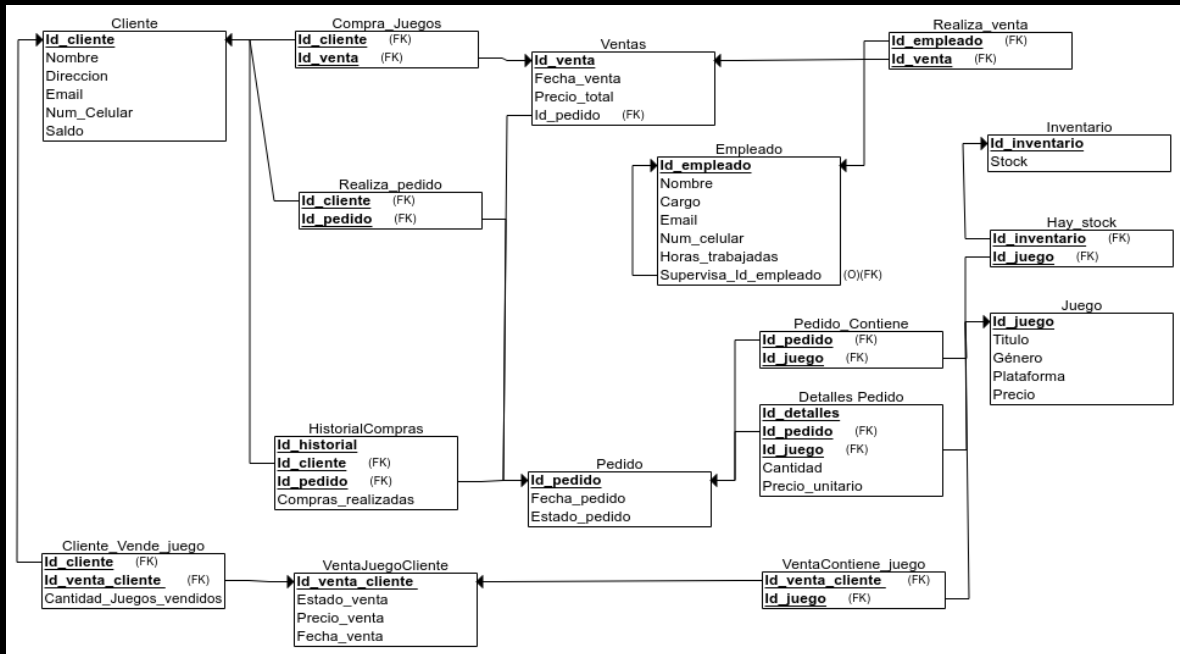 Cliente
Id_cliente
Nombre
Direccion
Email
Num_Celular
Saldo
Compra_Juegos
Id_cliente (FK)
Id_venta (FK)
Ventas
Id_venta
Fecha_venta
Precio_total
Id_pedido (FK)
Realiza_venta
Id_empleado (FK)
Id_venta (FK)
Inventario
Id_inventario
Stock
Empleado
Id_empleado
Nombre
Cargo
Email
Num_celular
Horas_trabajadas
Supervisa_Id_empleado (O)(FK)
Realiza_pedido
Id_cliente (FK)
Id_pedido (FK)
Hay_stock
Id_inventario (FK)
Id_juego (FK)
Juego
Id_juego
Titulo
Género
Plataforma
Precio
Pedido_Contiene
Id_pedido (FK)
Id_juego (FK)
Detalles Pedido
Id_detalles
Id_pedido (FK)
Id_juego (FK)
Cantidad
Precio_unitario
HistorialCompras
Id_historial
Id_cliente (FK)
Id_pedido (FK)
Compras_realizadas
Pedido
Id_pedido
Fecha_pedido
Estado_pedido
Cliente_Vende_juego
Id_cliente (FK)
Id_venta_cliente (FK)
Cantidad_Juegos_vendidos
VentaJuegoCliente
Id_venta_cliente
Estado_venta
Precio_venta
Fecha_venta
VentaContiene_juego
Id_venta_cliente (FK)
Id_juego (FK)